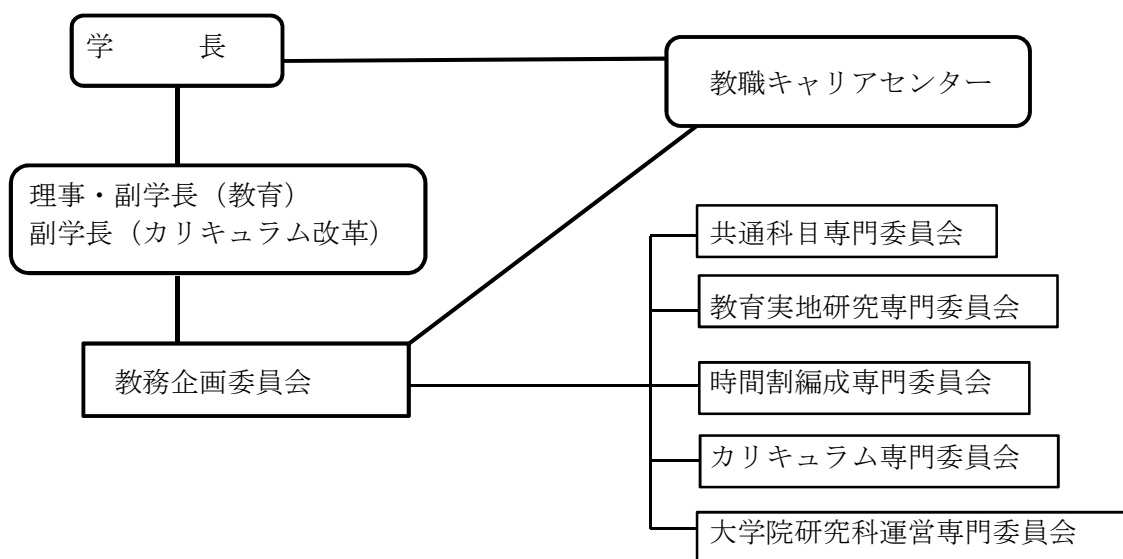 学　　　長
教職キャリアセンター
理事・副学長（教育）
副学長（カリキュラム改革）
共通科目専門委員会
教育実地研究専門委員会
教務企画委員会
時間割編成専門委員会
カリキュラム専門委員会
大学院研究科運営専門委員会